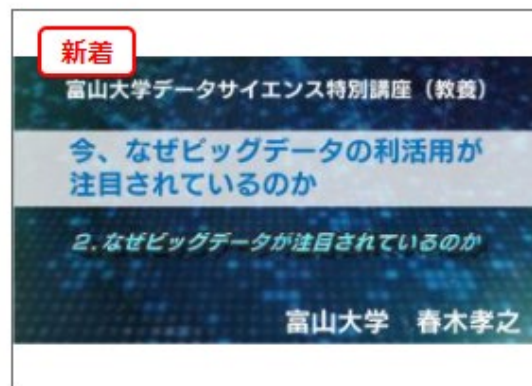 新着
富山大学データサイエンス特別講座（教養）
今、なぜビッグデータの利活用が
注目されているのか
2.なぜビッグデータが注目されているのか
富山大学　春木孝之